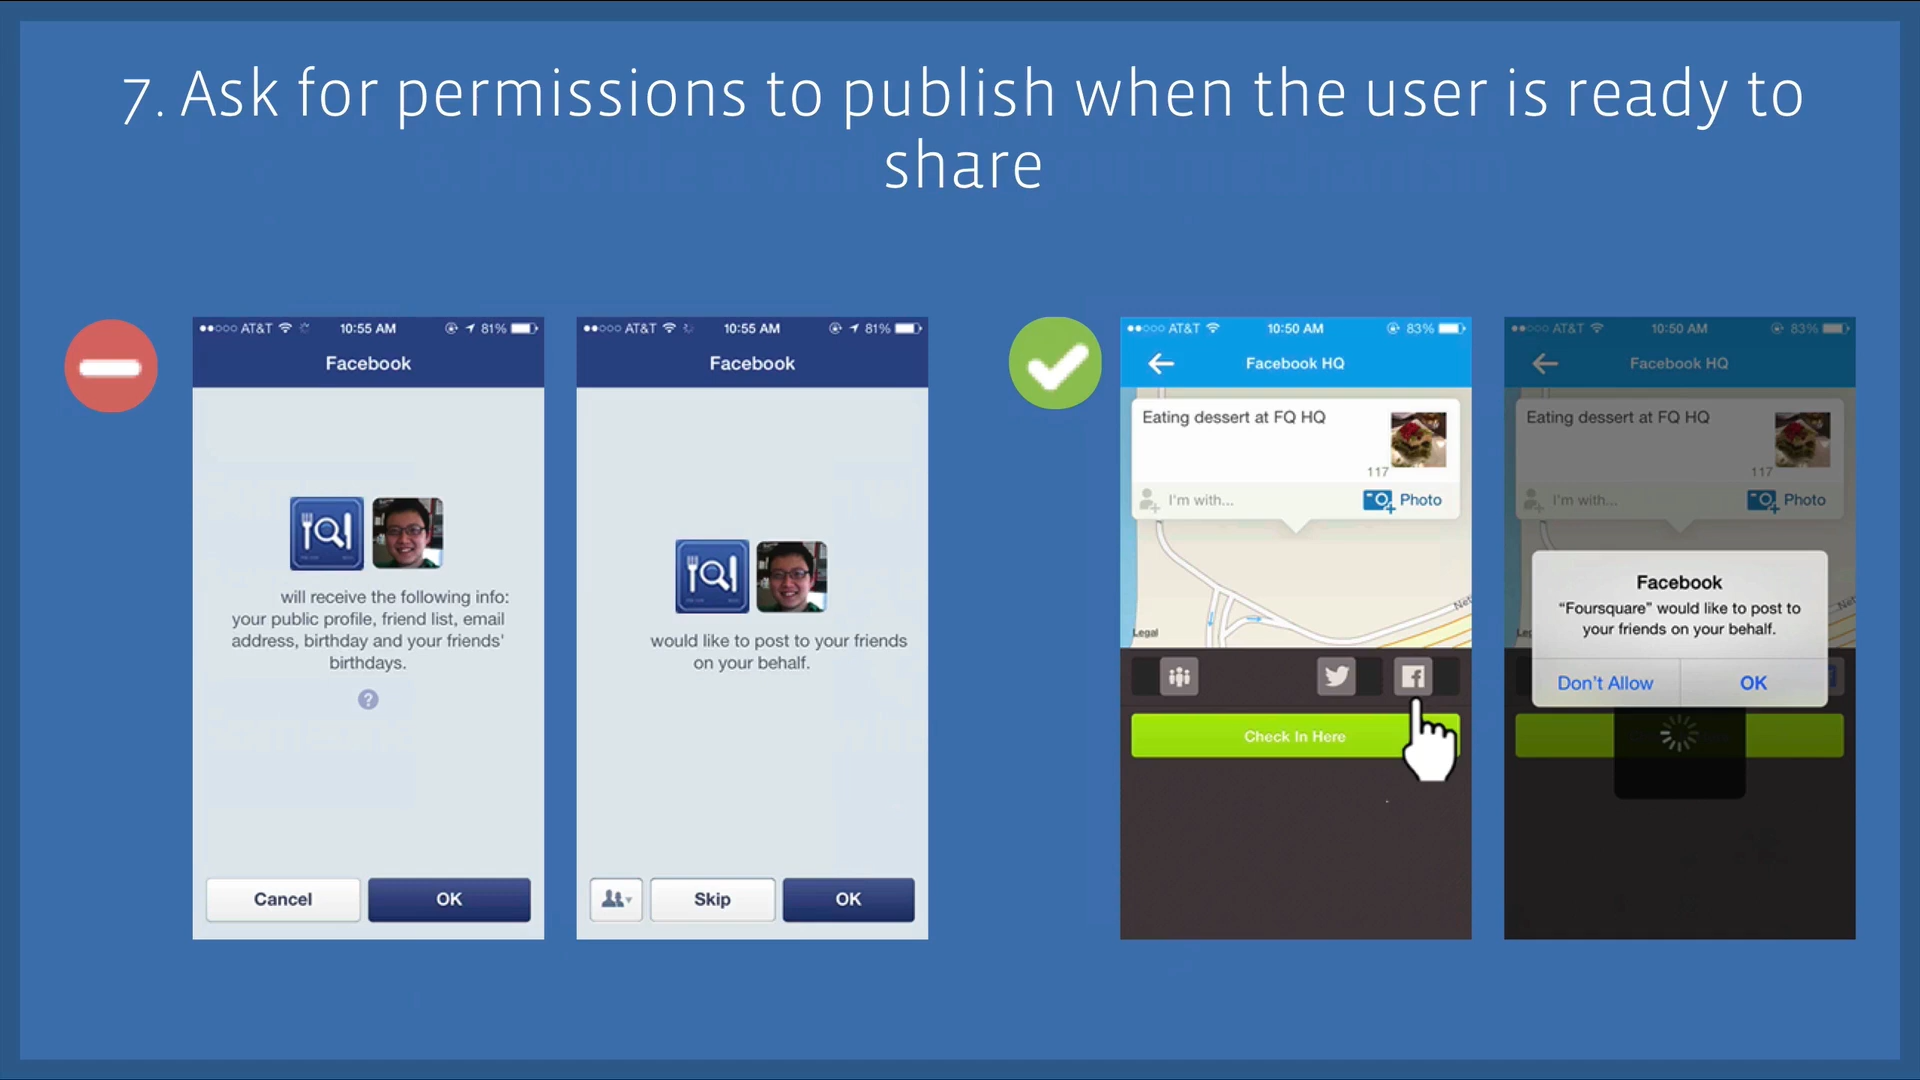 7. Ask for permissions to publish when the user is ready to
share
AT&T 10:55 AM 81%
Facebook
will receive the following info:
your public profile, friend list, email
address, birthday and your friends'
birthdays.
?
Cancel OK
AT&T 10:55 AM 81%
Facebook
would like to post to your friends
on your behalf.
Skip OK
AT&T 10:50 AM 83%
Facebook HQ
Eating dessert at FQ HQ
117
I'm with... Photo
Net
Legal
Check In Here
AT&T 10:50 AM 83%
Facebook HQ
Eating dessert at FQ HQ
117
I'm with... Photo
Facebook
“Foursquare” would like to post to
your friends on your behalf.
Net
Leg
Don't Allow OK